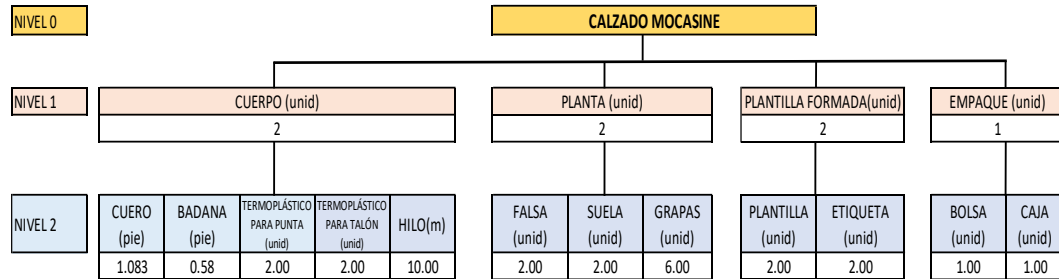 NIVEL 0
CALZADO MOCASINE
NIVEL 1
CUERPO (unid)
PLANTA (unid)
PLANTILLA FORMADA(unid)
EMPAQUE (unid)
2
2
2
1
NIVEL 2
CUERO
(pie)
BADANA
(pie)
TERMOPLÁSTICO
PARA PUNTA
(unid)
TERMOPLÁSTICO
PARA TALÓN
(unid)
HILO(m)
FALSA
(unid)
SUELA
(unid)
GRAPAS
(unid)
PLANTILLA
(unid)
ETIQUETA
(unid)
BOLSA
(unid)
CAJA
(unid)
1.083
0.58
2.00
2.00
10.00
2.00
2.00
6.00
2.00
2.00
1.00
1.00